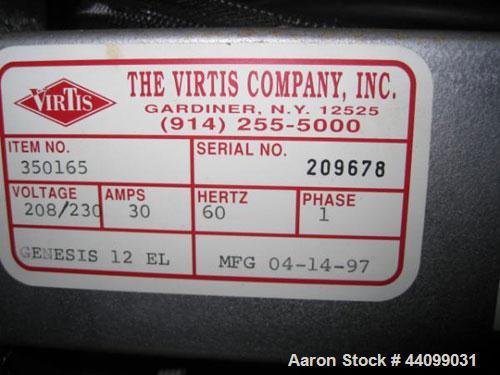 VIRTIS
THE VIRTIS COMPANY, INC.
GARDINER, N.Y. 12525
(914) 255-5000
ITEM NO.
350165
SERIAL NO.
209678
VOLTAGE
208/230
AMPS
30
HERTZ
60
PHASE
1
GENESIS 12 EL
MFG 04-14-97
Aaron Stock # 44099031